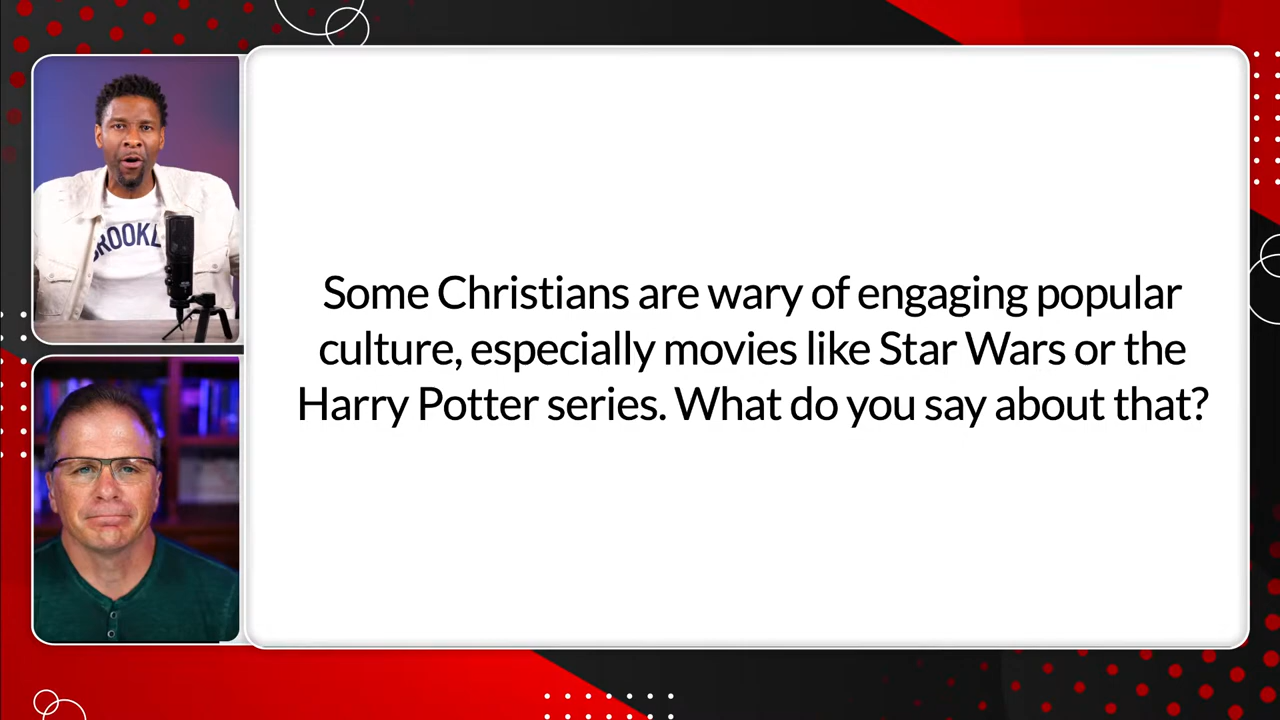 ROOKL
Some Christians are wary of engaging popular
culture, especially movies like Star Wars or the
Harry Potter series. What do you say about that?